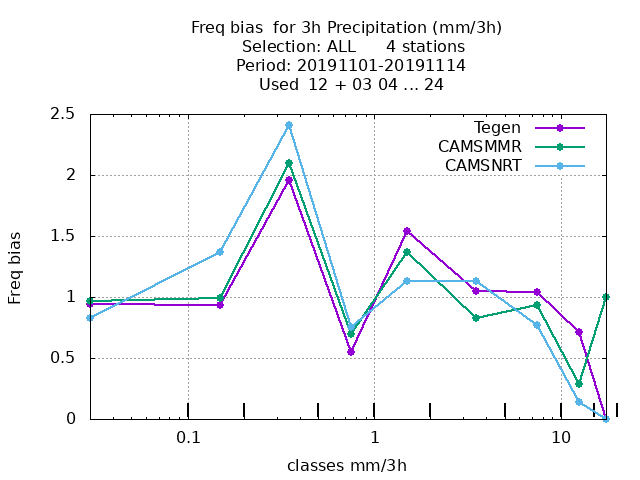 Freq bias  for 3h Precipitation (mm/3h)
Selection: ALL      4 stations
Period: 20191101-20191114
Used  12 + 03 04 ... 24
Tegen
CAMSMMR
CAMSNRT
2.5
2
1.5
1
0.5
0
Freq bias
0.1
1
10
classes mm/3h